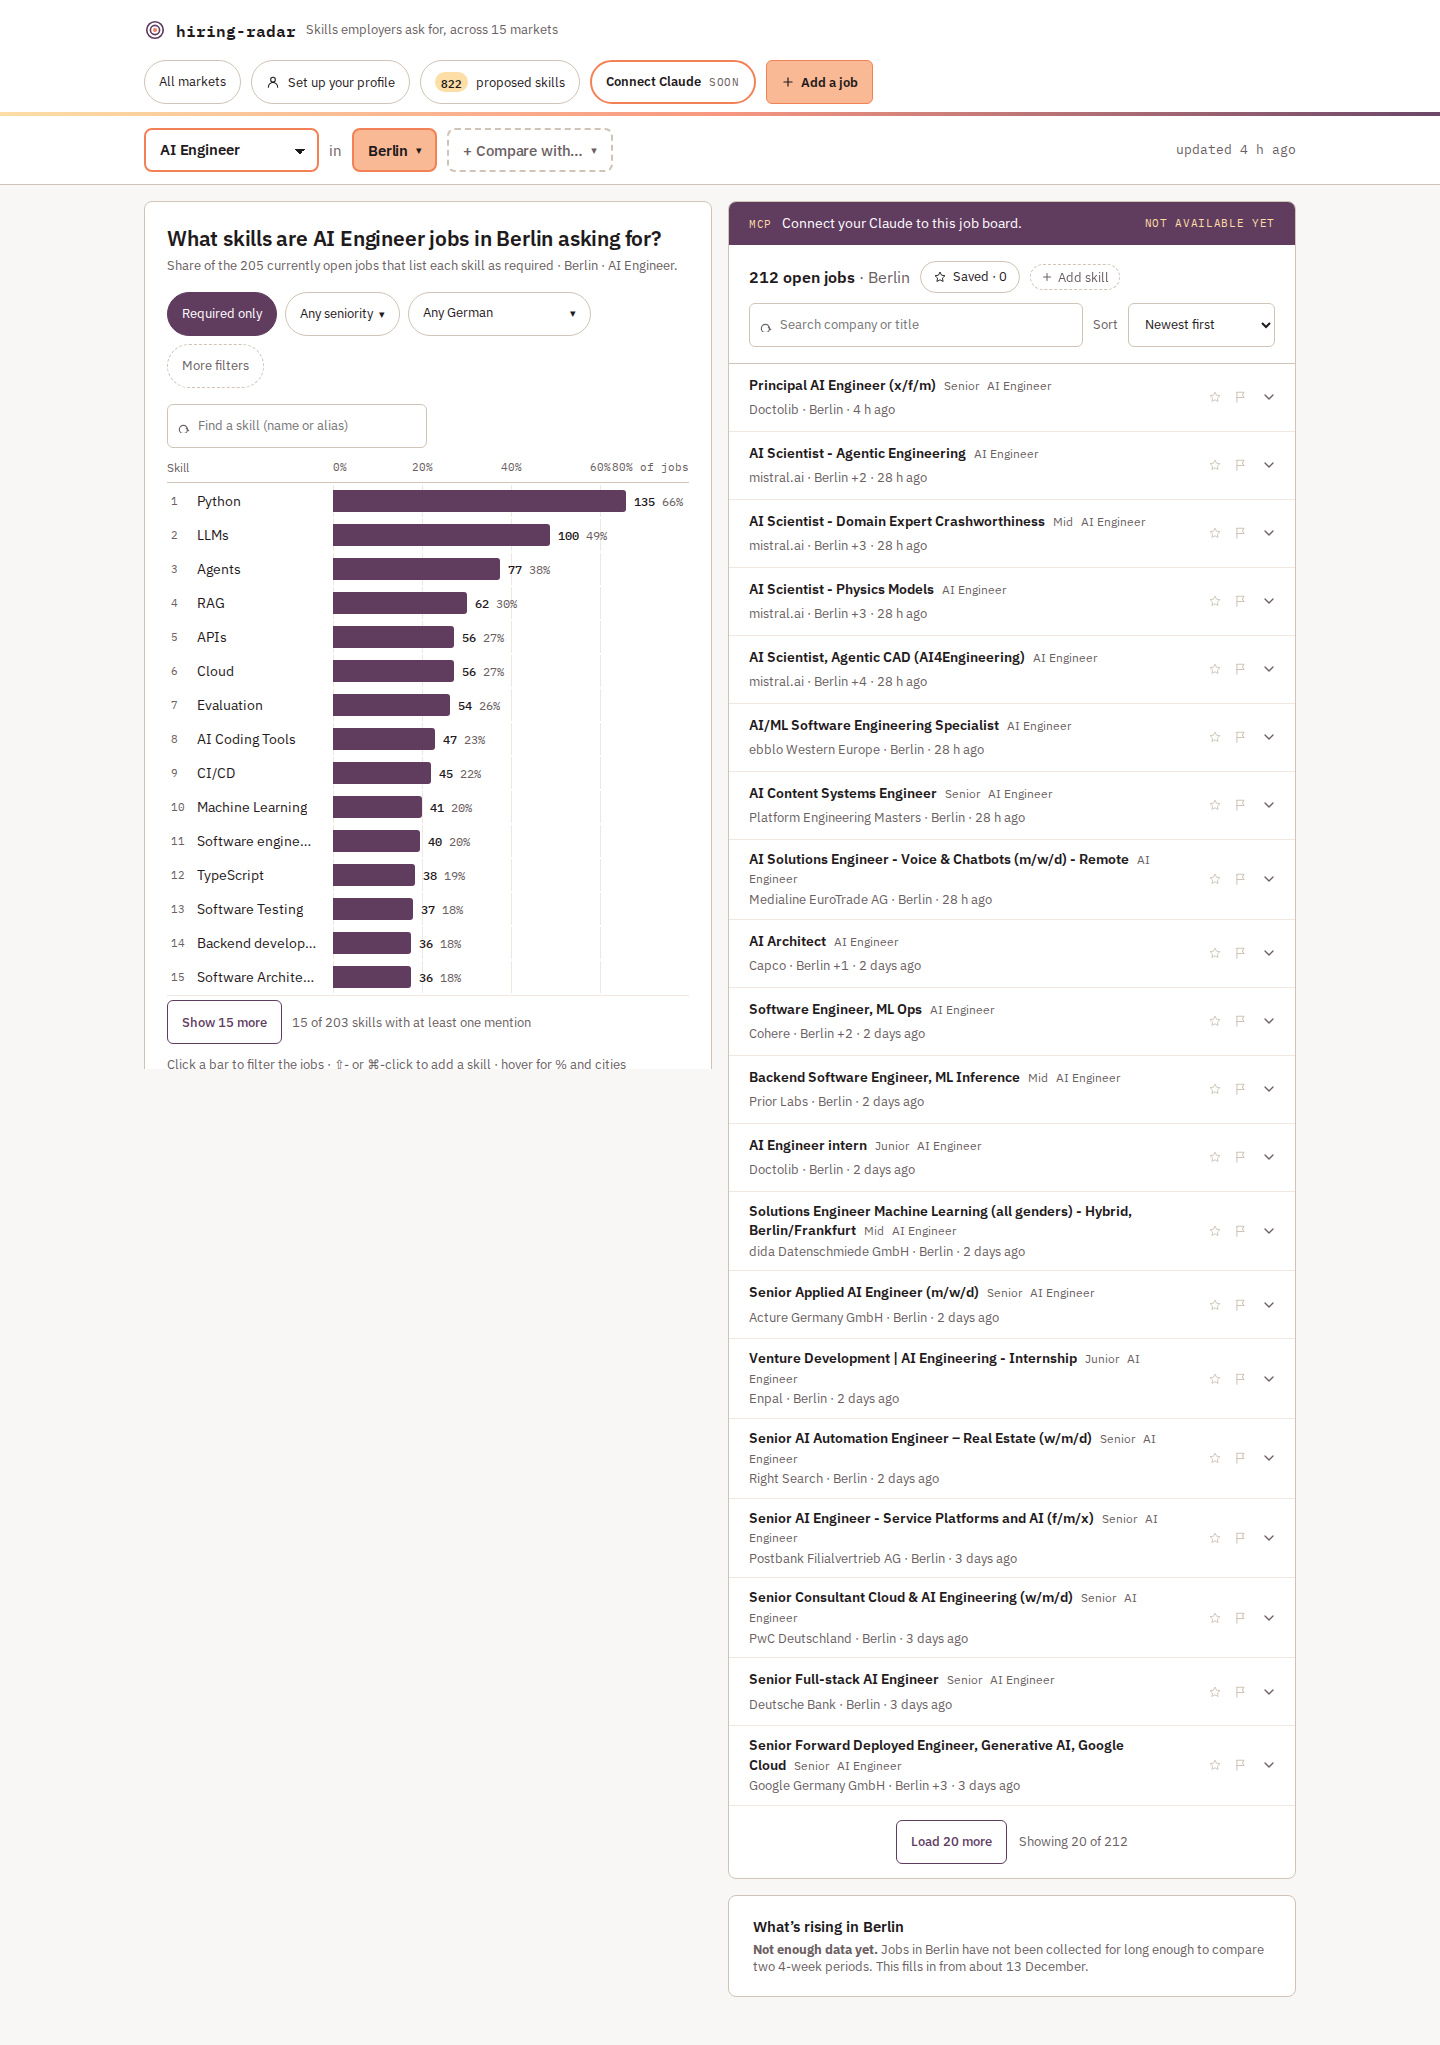 hiring-radar Skills employers ask for, across 15 markets
All markets
Set up your profile
822 proposed skills
Connect Claude SOON
+ Add a job
AI Engineer
in
Berlin ▾
+ Compare with... ▾
updated 4 h ago
What skills are AI Engineer jobs in Berlin asking for?
Share of the 205 currently open jobs that list each skill as required · Berlin · AI Engineer.
Required only
Any seniority ▾
Any German ▾
More filters
Find a skill (name or alias)
Skill 0% 20% 40% 60% 80% of jobs
1 Python 135 66%
2 LLMs 100 49%
3 Agents 77 38%
4 RAG 62 30%
5 APIs 56 27%
6 Cloud 56 27%
7 Evaluation 54 26%
8 AI Coding Tools 47 23%
9 CI/CD 45 22%
10 Machine Learning 41 20%
11 Software engine... 40 20%
12 TypeScript 38 19%
13 Software Testing 37 18%
14 Backend develop... 36 18%
15 Software Archite... 36 18%
Show 15 more
15 of 203 skills with at least one mention
Click a bar to filter the jobs · ⇧- or ⌘-click to add a skill · hover for % and cities
MCP Connect your Claude to this job board. NOT AVAILABLE YET
212 open jobs · Berlin
Saved · 0
+ Add skill
Search company or title
Sort
Newest first
Principal AI Engineer (x/f/m) Senior AI Engineer
Doctolib · Berlin · 4 h ago
AI Scientist - Agentic Engineering AI Engineer
mistral.ai · Berlin +2 · 28 h ago
AI Scientist - Domain Expert Crashworthiness Mid AI Engineer
mistral.ai · Berlin +3 · 28 h ago
AI Scientist - Physics Models AI Engineer
mistral.ai · Berlin +3 · 28 h ago
AI Scientist, Agentic CAD (AI4Engineering) AI Engineer
mistral.ai · Berlin +4 · 28 h ago
AI/ML Software Engineering Specialist AI Engineer
ebblo Western Europe · Berlin · 28 h ago
AI Content Systems Engineer Senior AI Engineer
Platform Engineering Masters · Berlin · 28 h ago
AI Solutions Engineer - Voice & Chatbots (m/w/d) - Remote AI
Engineer
Medialine EuroTrade AG · Berlin · 28 h ago
AI Architect AI Engineer
Capco · Berlin +1 · 2 days ago
Software Engineer, ML Ops AI Engineer
Cohere · Berlin +2 · 2 days ago
Backend Software Engineer, ML Inference Mid AI Engineer
Prior Labs · Berlin · 2 days ago
AI Engineer intern Junior AI Engineer
Doctolib · Berlin · 2 days ago
Solutions Engineer Machine Learning (all genders) - Hybrid,
Berlin/Frankfurt Mid AI Engineer
dida Datenschmiede GmbH · Berlin · 2 days ago
Senior Applied AI Engineer (m/w/d) Senior AI Engineer
Acture Germany GmbH · Berlin · 2 days ago
Venture Development | AI Engineering - Internship Junior AI
Engineer
Enpal · Berlin · 2 days ago
Senior AI Automation Engineer – Real Estate (w/m/d) Senior AI
Engineer
Right Search · Berlin · 2 days ago
Senior AI Engineer - Service Platforms and AI (f/m/x) Senior AI
Engineer
Postbank Filialvertrieb AG · Berlin · 3 days ago
Senior Consultant Cloud & AI Engineering (w/m/d) Senior AI
Engineer
PwC Deutschland · Berlin · 3 days ago
Senior Full-stack AI Engineer Senior AI Engineer
Deutsche Bank · Berlin · 3 days ago
Senior Forward Deployed Engineer, Generative AI, Google
Cloud Senior AI Engineer
Google Germany GmbH · Berlin +3 · 3 days ago
Load 20 more
Showing 20 of 212
What's rising in Berlin
Not enough data yet. Jobs in Berlin have not been collected for long enough to compare
two 4-week periods. This fills in from about 13 December.